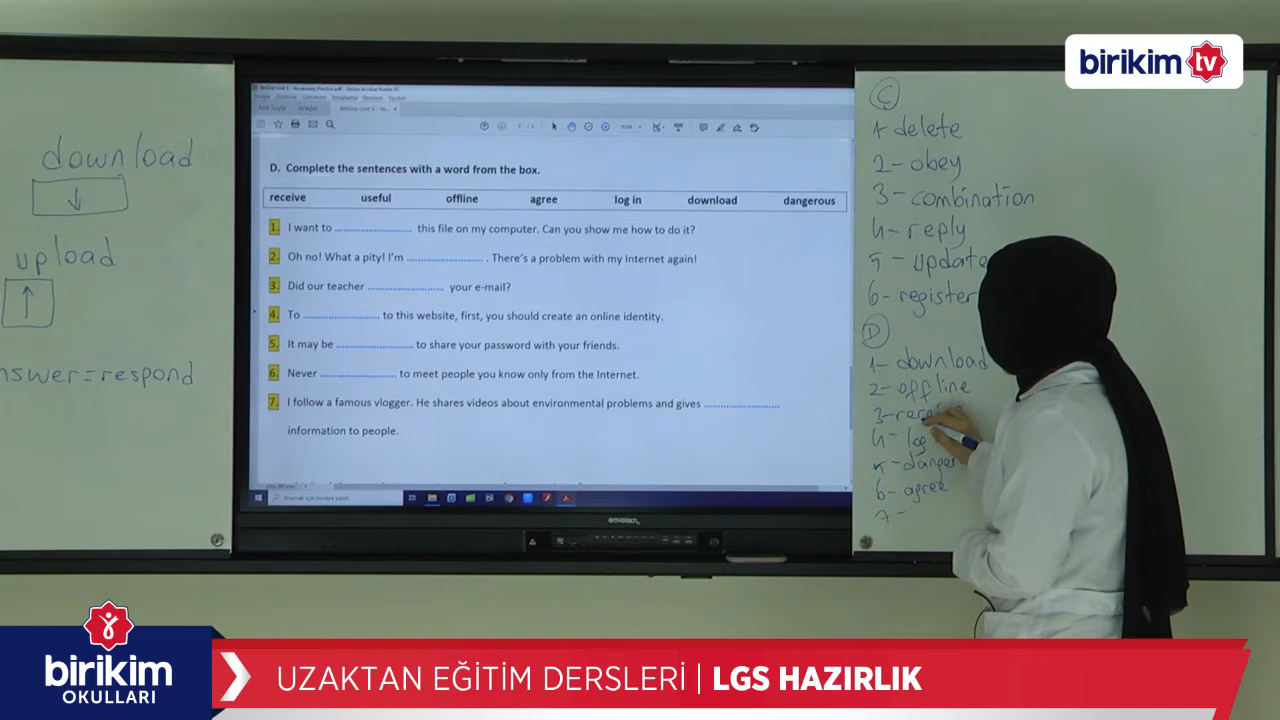 birikim tv
download
↓
upload
↑
nswer=respond
D. Complete the sentences with a word from the box.
receive useful offline agree log in download dangerous
1. I want to ........................ this file on my computer. Can you show me how to do it?
2. Oh no! What a pity! I'm ........................ . There's a problem with my Internet again!
3. Did our teacher ........................ your e-mail?
4. To ........................ to this website, first, you should create an online identity.
5. It may be ........................ to share your password with your friends.
6. Never ........................ to meet people you know only from the Internet.
7. I follow a famous vlogger. He shares videos about environmental problems and gives ........................
information to people.
C
1- delete
2- obey
3- combination
4- reply
5- update
6- register
D
1- download
2- offline
3-
4- log
5-
6- agree
7-
birikim
OKULLARI
UZAKTAN EĞİTİM DERSLERİ | LGS HAZIRLIK